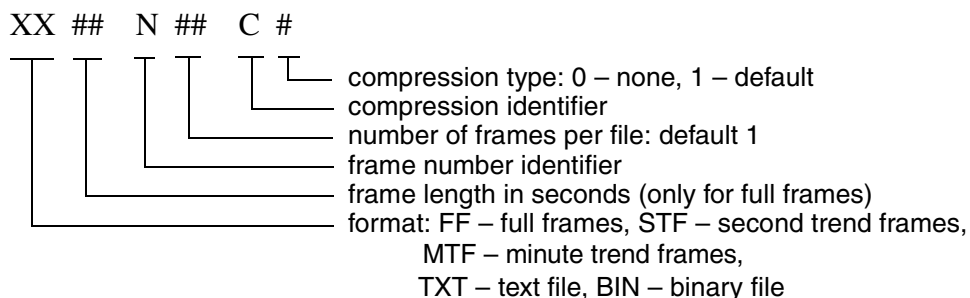 XX ## N ## C #
compression type: 0 – none, 1 – default
compression identifier
number of frames per file: default 1
frame number identifier
frame length in seconds (only for full frames)
format: FF – full frames, STF – second trend frames,
MTF – minute trend frames,
TXT – text file, BIN – binary file